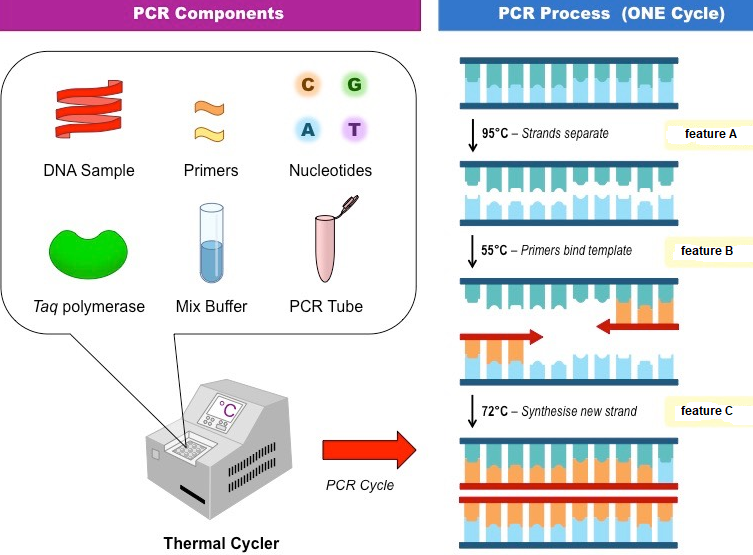 PCR Components
PCR Process (ONE Cycle)
C
G
A
T
DNA Sample
Primers
Nucleotides
Taq polymerase
Mix Buffer
PCR Tube
°C
Thermal Cycler
PCR Cycle
95°C – Strands separate
feature A
55°C – Primers bind template
feature B
72°C – Synthesise new strand
feature C